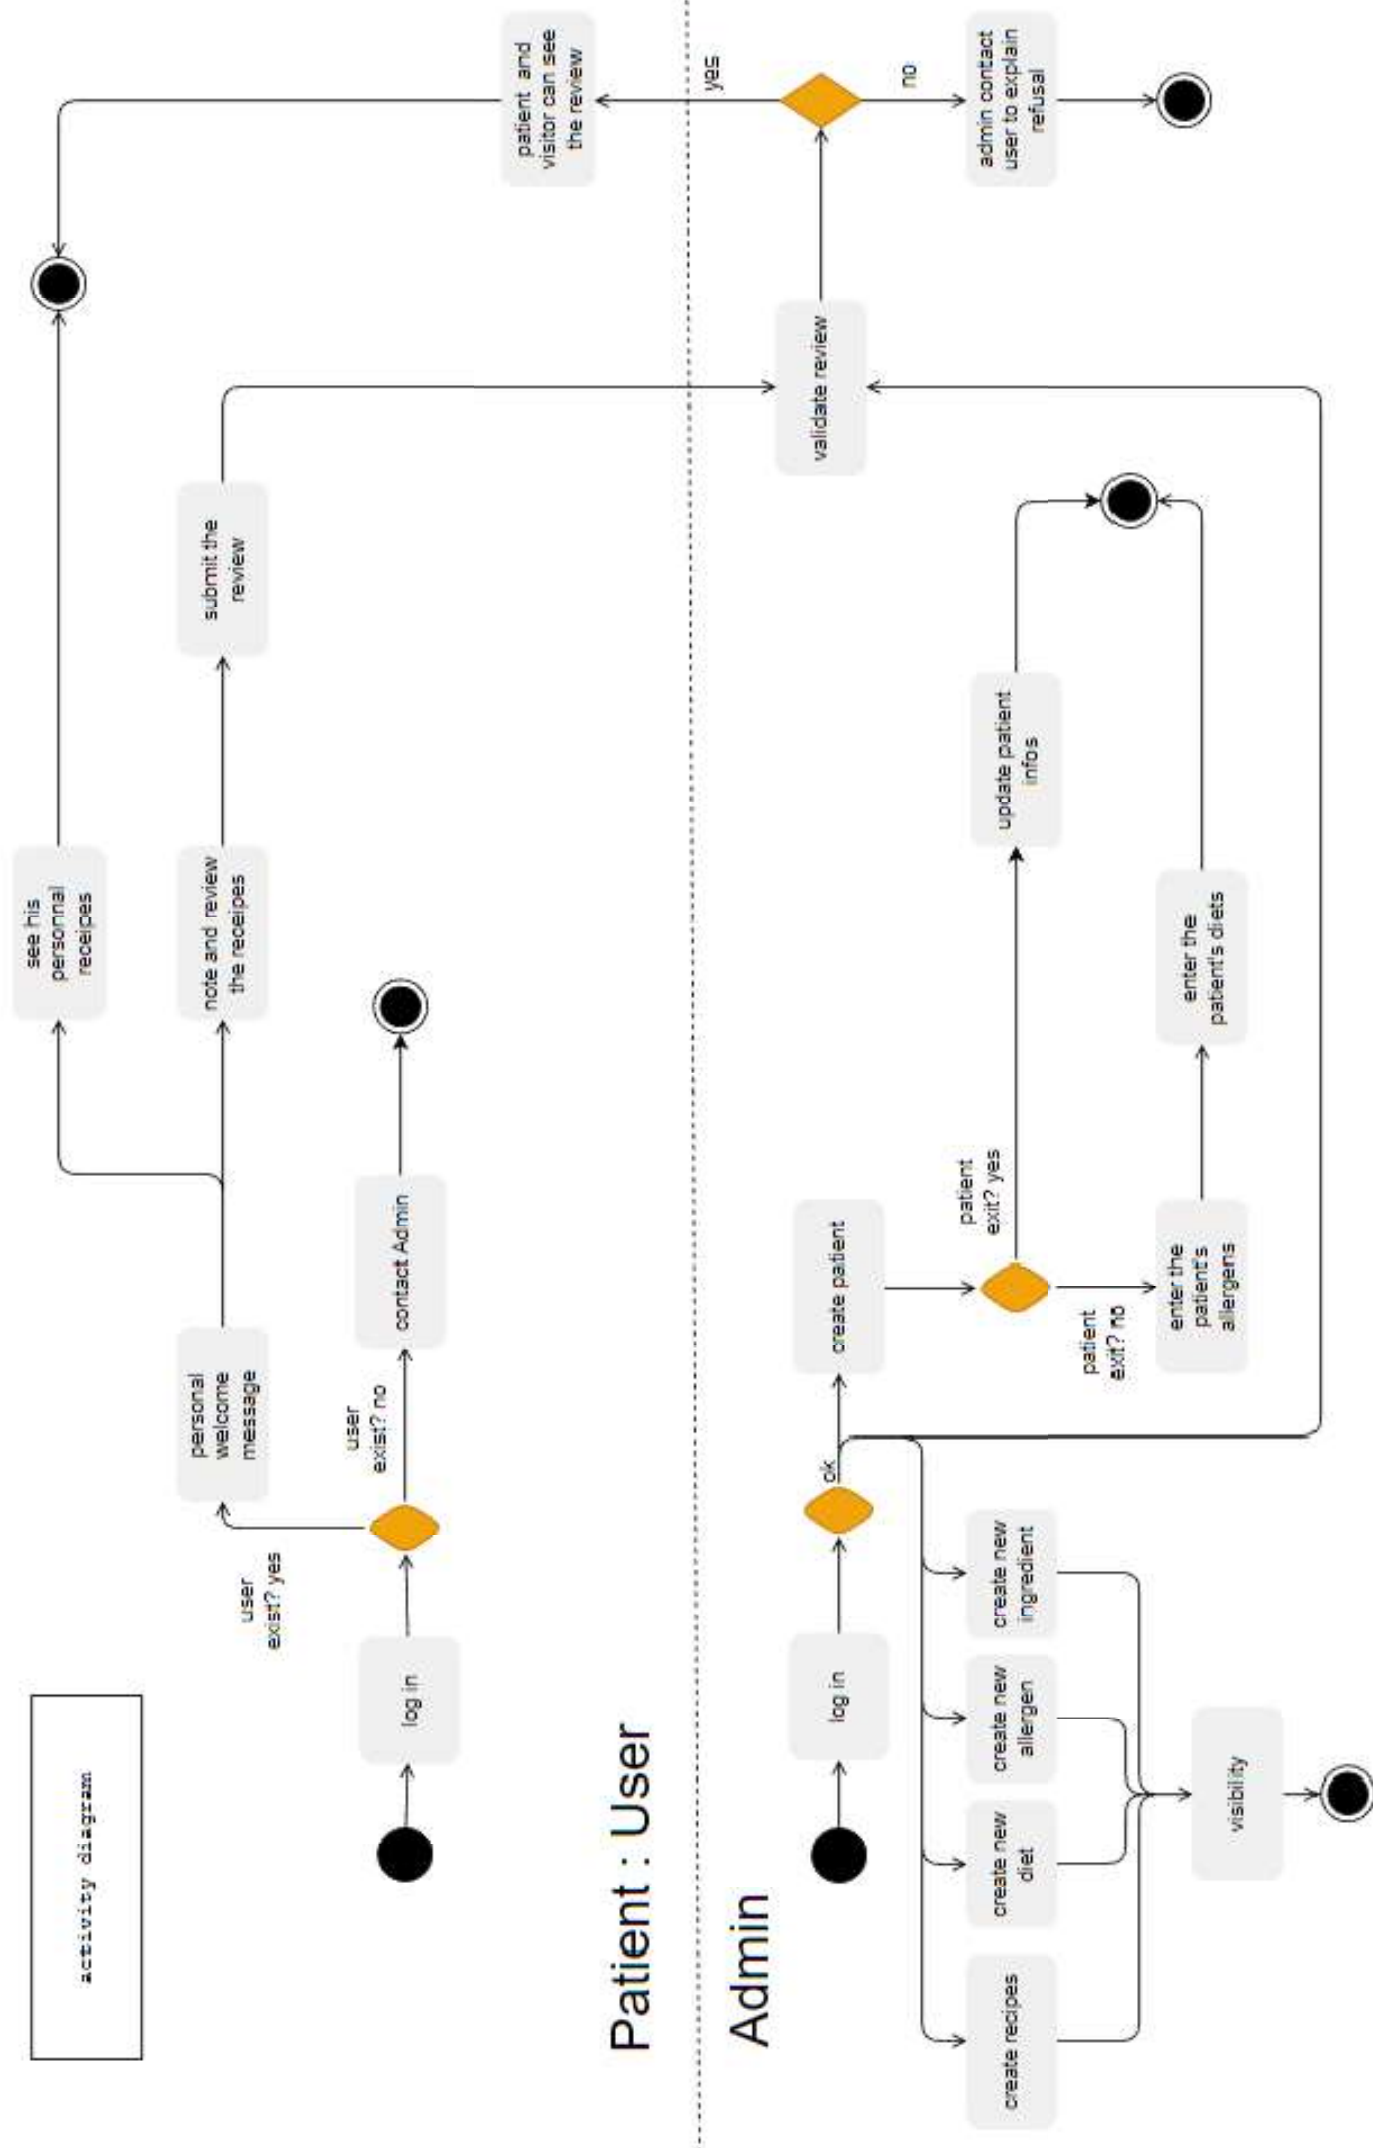 activity diagram
see his
personnal
receipes
personal
welcome
message
note and review
the receipes
submit the
review
user
exist? yes
user
exist? no
log in
contact Admin
patient and
visitor can see
the review
Patient : User
yes
Admin
log in
ok
create patient
validate review
no
patient
exit? yes
update patient
infos
admin contact
user to explain
refusal
create recipes
create new
diet
create new
allergen
create new
ingredient
patient
exit? no
enter the
patient's
allergens
enter the
patient's diets
visibility